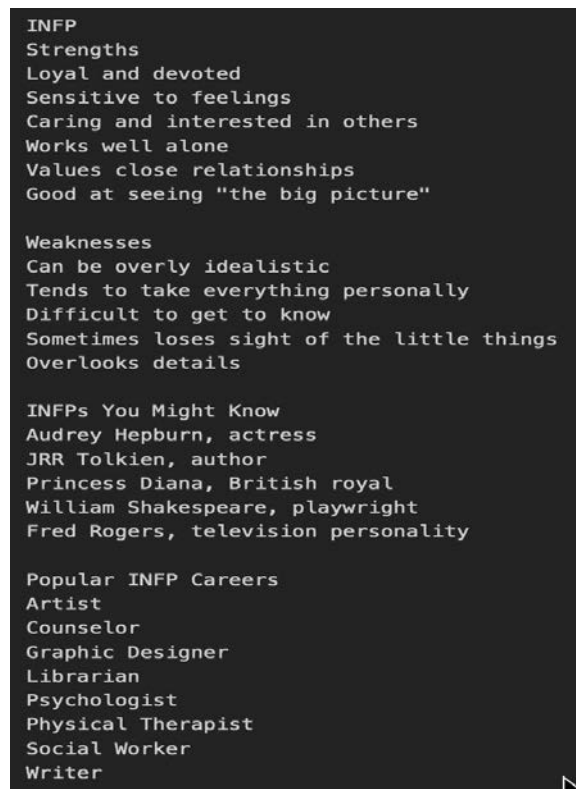 INFP
Strengths
Loyal and devoted
Sensitive to feelings
Caring and interested in others
Works well alone
Values close relationships
Good at seeing "the big picture"
Weaknesses
Can be overly idealistic
Tends to take everything personally
Difficult to get to know
Sometimes loses sight of the little things
Overlooks details
INFPs You Might Know
Audrey Hepburn, actress
JRR Tolkien, author
Princess Diana, British royal
William Shakespeare, playwright
Fred Rogers, television personality
Popular INFP Careers
Artist
Counselor
Graphic Designer
Librarian
Psychologist
Physical Therapist
Social Worker
Writer